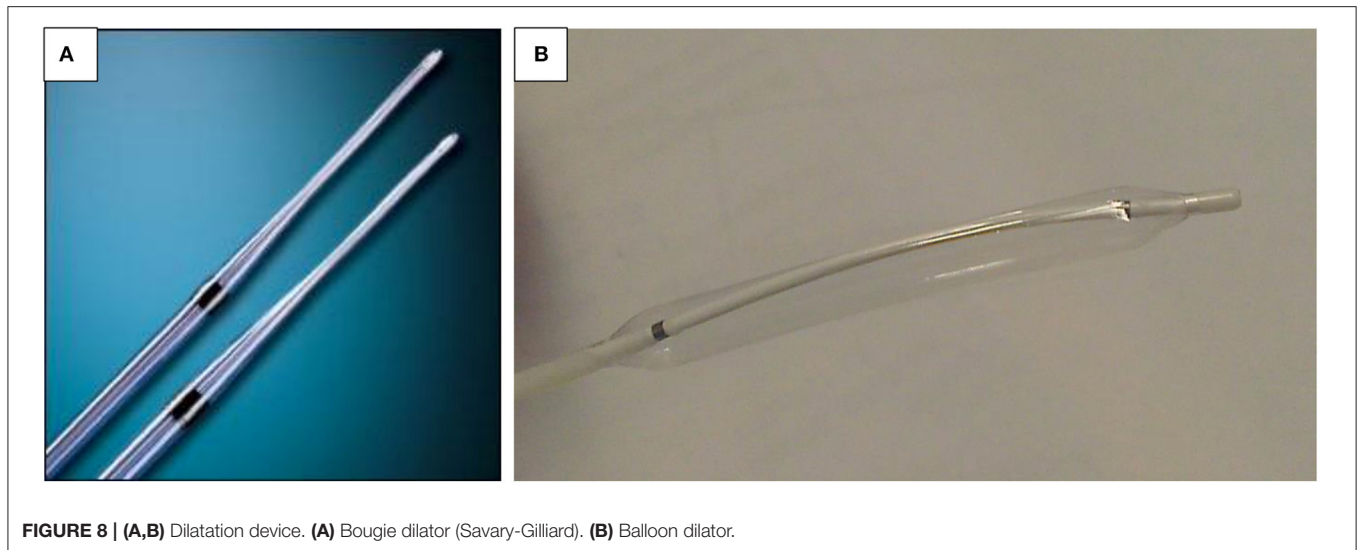 A
B
FIGURE 8 | (A,B) Dilatation device. (A) Bougie dilator (Savary-Gilliard). (B) Balloon dilator.